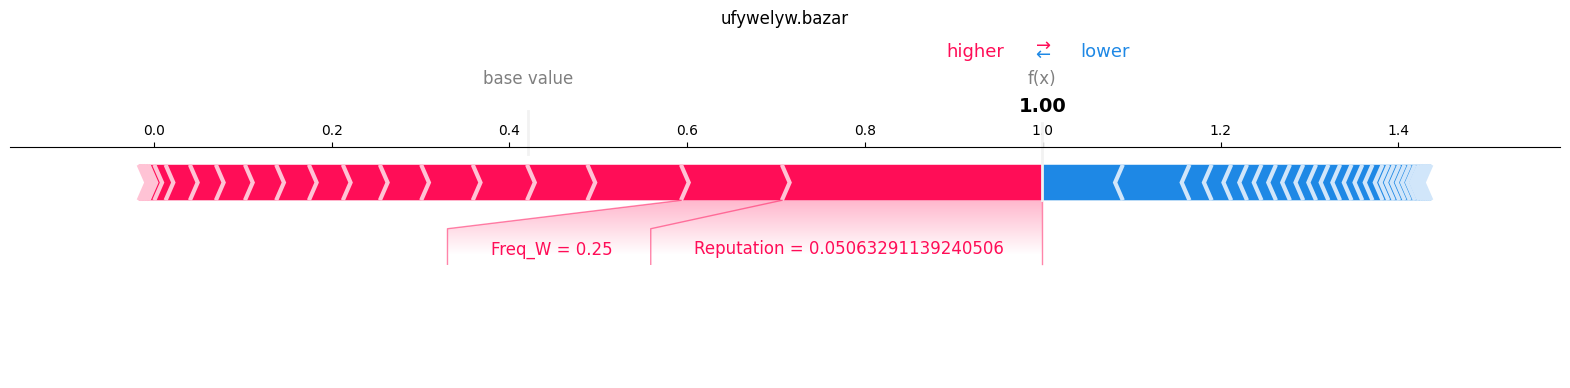 ufywelyw.bazar
higher → ← lower
base value f(x)
1.00
0.0 0.2 0.4 0.6 0.8 1.0 1.2 1.4
Freq_W = 0.25 Reputation = 0.05063291139240506